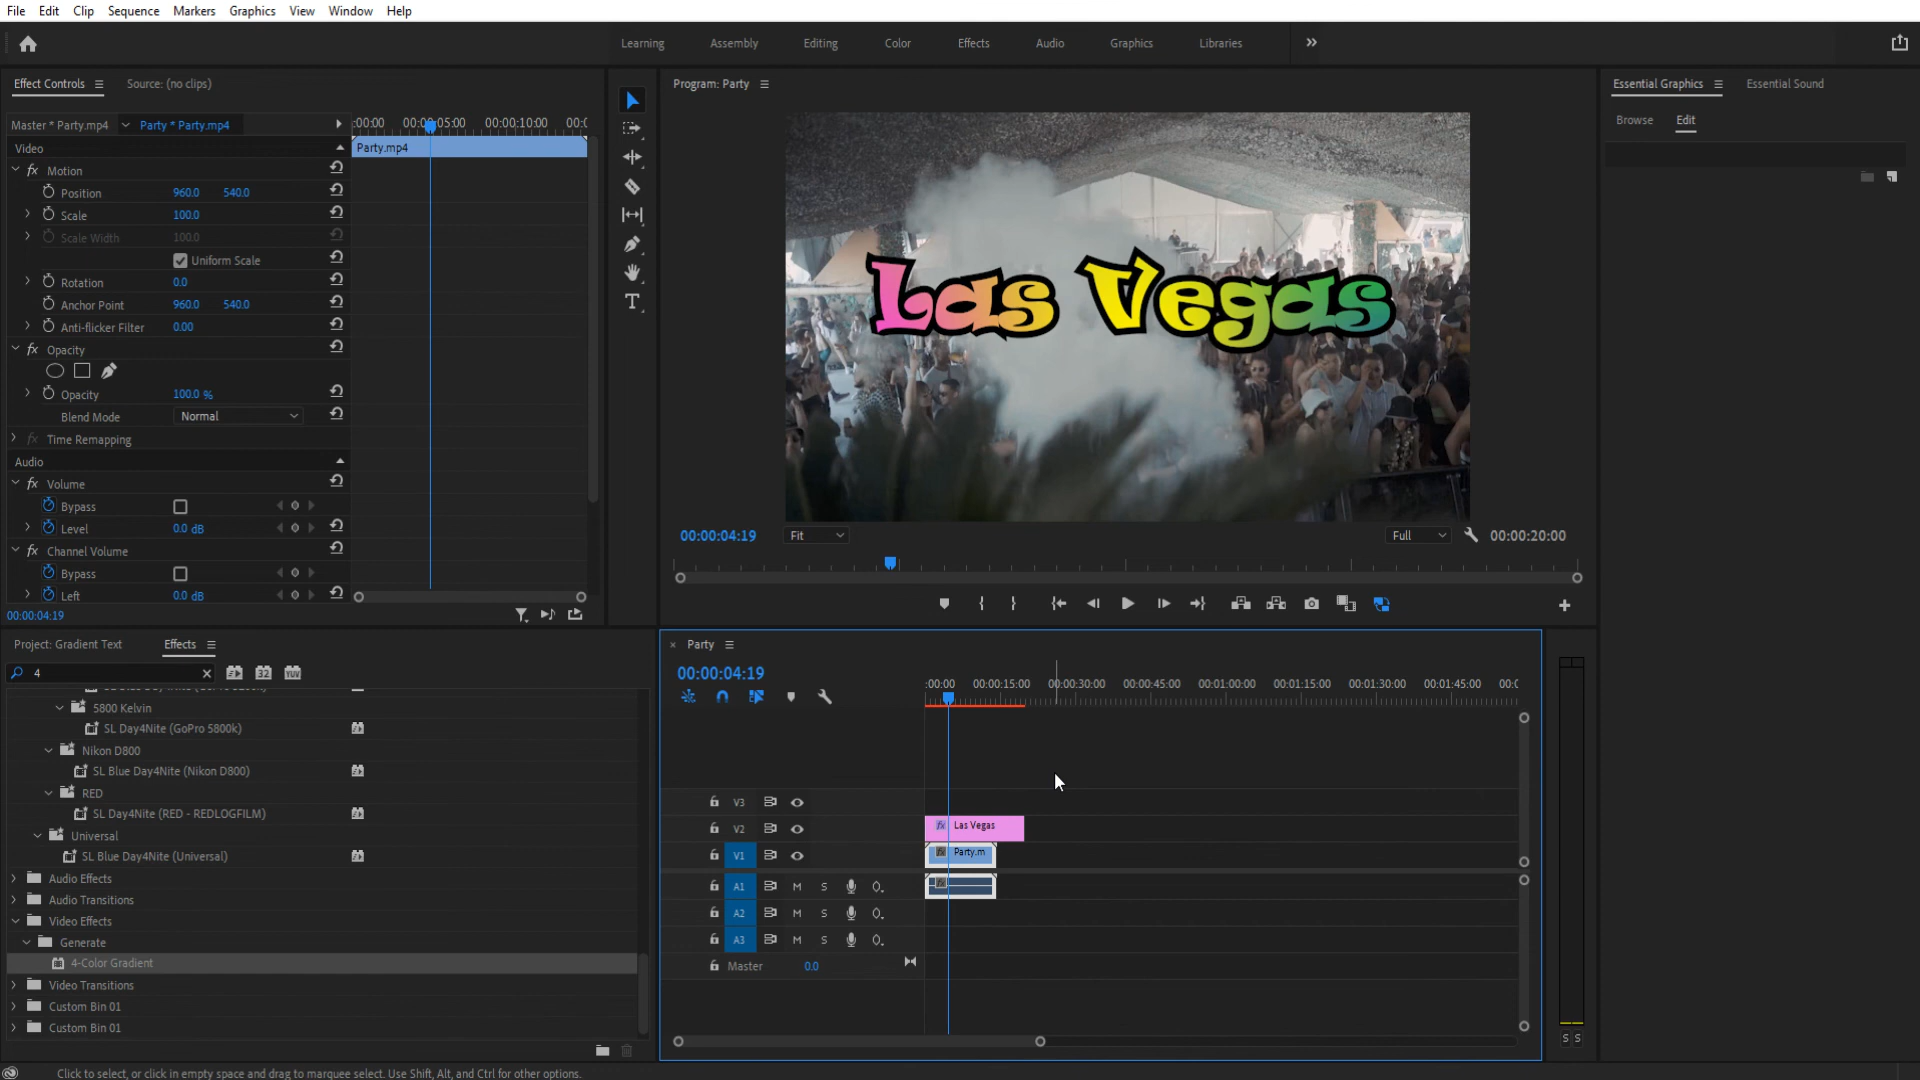 File Edit Clip Sequence Markers Graphics View Window Help
Learning Assembly Editing Color Effects Audio Graphics Libraries
Effect Controls Source: (no clips)
Program: Party
Essential Graphics Essential Sound
Browse Edit
Master * Party.mp4 Party * Party.mp4
:00:00 00:00:05:00 00:00:10:00 00:0
Video
Party.mp4
Motion
Position 960.0 540.0
Scale 100.0
Scale Width 100.0
Uniform Scale
Rotation 0.0
Anchor Point 960.0 540.0
Anti-flicker Filter 0.00
Opacity
Opacity 100.0 %
Blend Mode Normal
Time Remapping
Audio
Volume
Bypass
Level 0.0 dB
Channel Volume
Bypass
Left 0.0 dB
00:00:04:19
Las Vegas
00:00:04:19 Fit Full 00:00:20:00
Project: Gradient Text Effects
4
5800 Kelvin
SL Day4Nite (GoPro 5800k)
Nikon D800
SL Blue Day4Nite (Nikon D800)
RED
SL Day4Nite (RED - REDLOGFILM)
Universal
SL Blue Day4Nite (Universal)
Audio Effects
Audio Transitions
Video Effects
Generate
4-Color Gradient
Video Transitions
Custom Bin 01
Custom Bin 01
× Party
00:00:04:19
:00:00 00:00:15:00 00:00:30:00 00:00:45:00 00:01:00:00 00:01:15:00 00:01:30:00 00:01:45:00 00:0
V3
V2 Las Vegas
V1 Party.m
A1 M S
A2 M S
A3 M S
Master 0.0
S S
Click to select, or click in empty space and drag to marquee select. Use Shift, Alt, and Ctrl for other options.